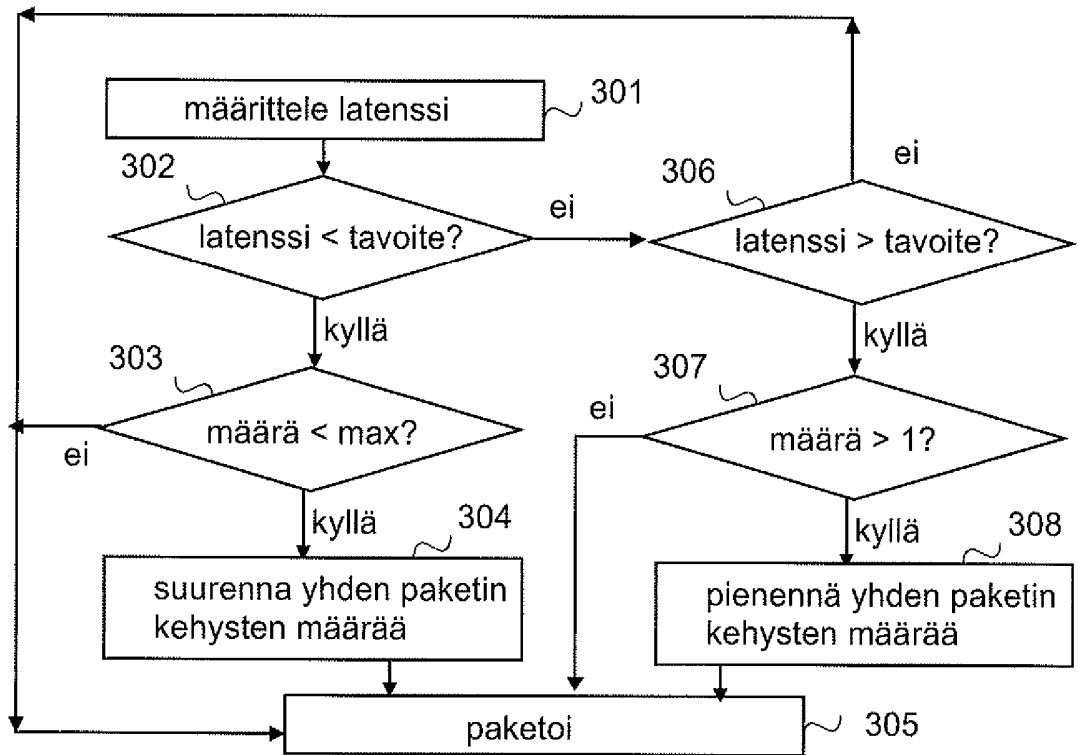 määrittele latenssi
301
302
latenssi < tavoite?
ei
306
latenssi > tavoite?
ei
kyllä
kyllä
303
määrä < max?
ei
307
määrä > 1?
ei
kyllä
kyllä
304
suurenna yhden paketin
kehysten määrää
308
pienennä yhden paketin
kehysten määrää
paketoi
305